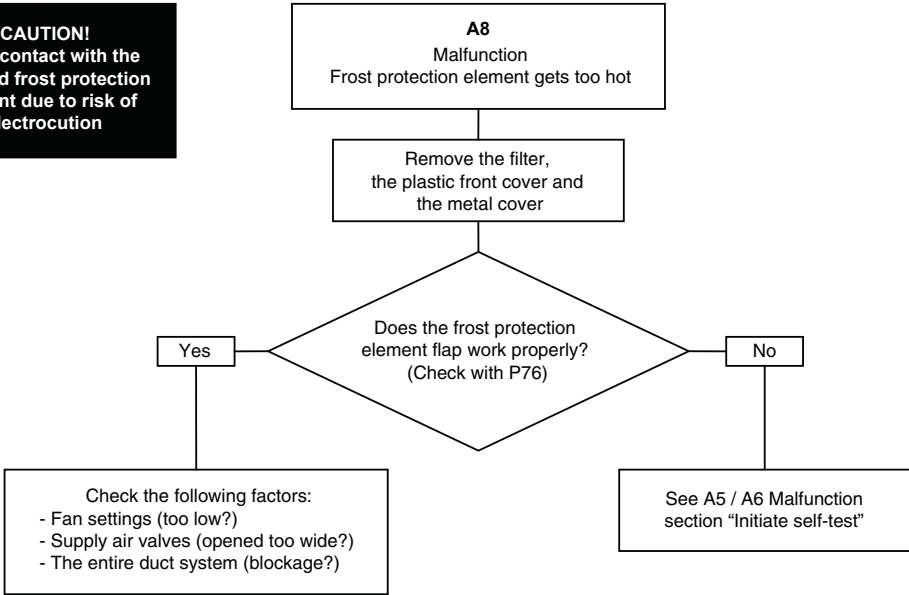 CAUTION!
contact with the
frost protection
due to risk of
A8
Malfunction
Frost protection element gets too hot
Remove the filter,
the plastic front cover and
the metal cover
Does the frost protection
element flap work properly?
(Check with P76)
Yes
No
Check the following factors:
- Fan settings (too low?)
- Supply air valves (opened too wide?)
- The entire duct system (blockage?)
See A5 / A6 Malfunction
section “Initiate self-test”